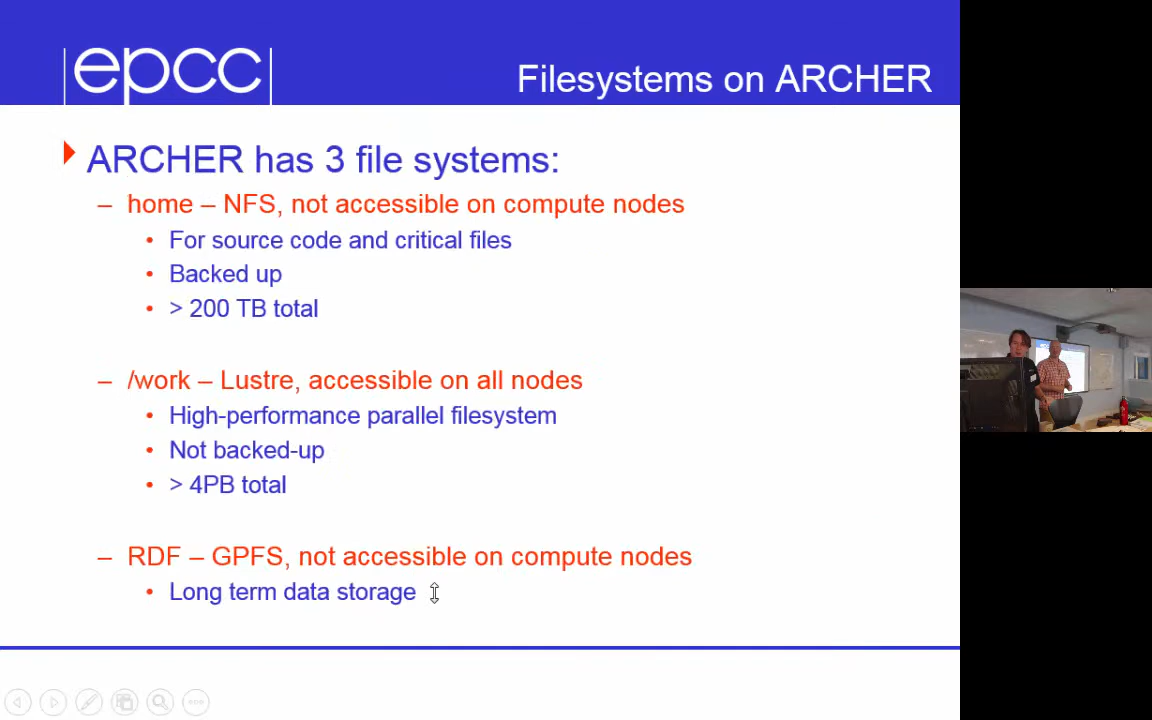 epcc
Filesystems on ARCHER
ARCHER has 3 file systems:
– home – NFS, not accessible on compute nodes
• For source code and critical files
• Backed up
• > 200 TB total
– /work – Lustre, accessible on all nodes
• High-performance parallel filesystem
• Not backed-up
• > 4PB total
– RDF – GPFS, not accessible on compute nodes
• Long term data storage